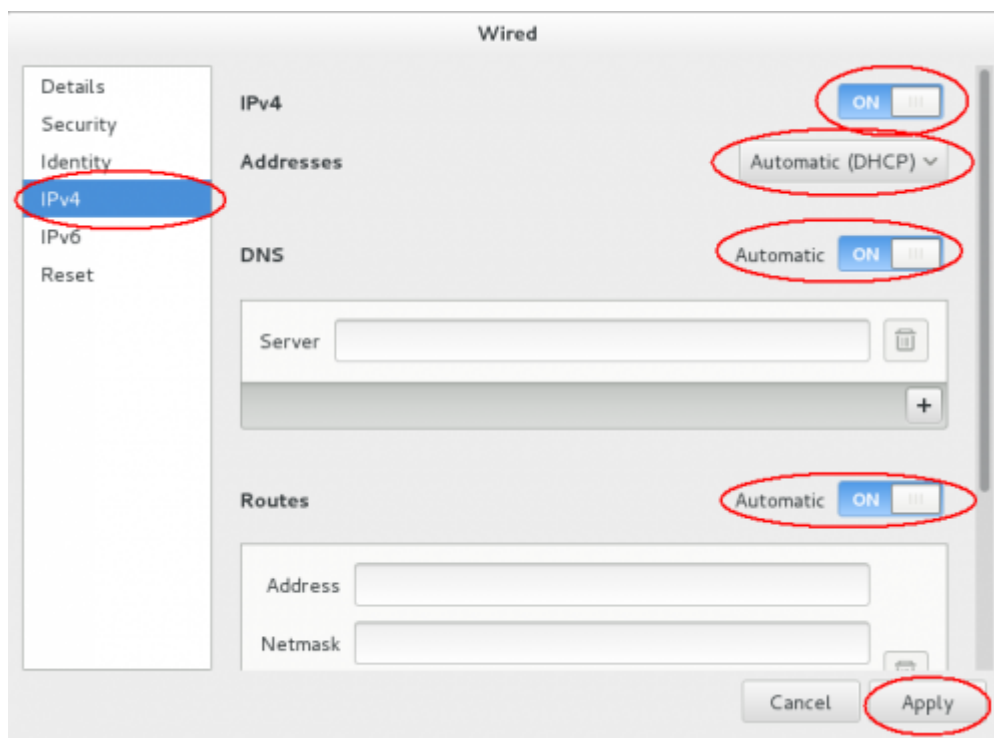 Wired
Details
Security
Identity
IPv4
IPv6
Reset
IPv4 ON
Addresses Automatic (DHCP)
DNS Automatic ON
Server
+
Routes Automatic ON
Address
Netmask
Cancel Apply